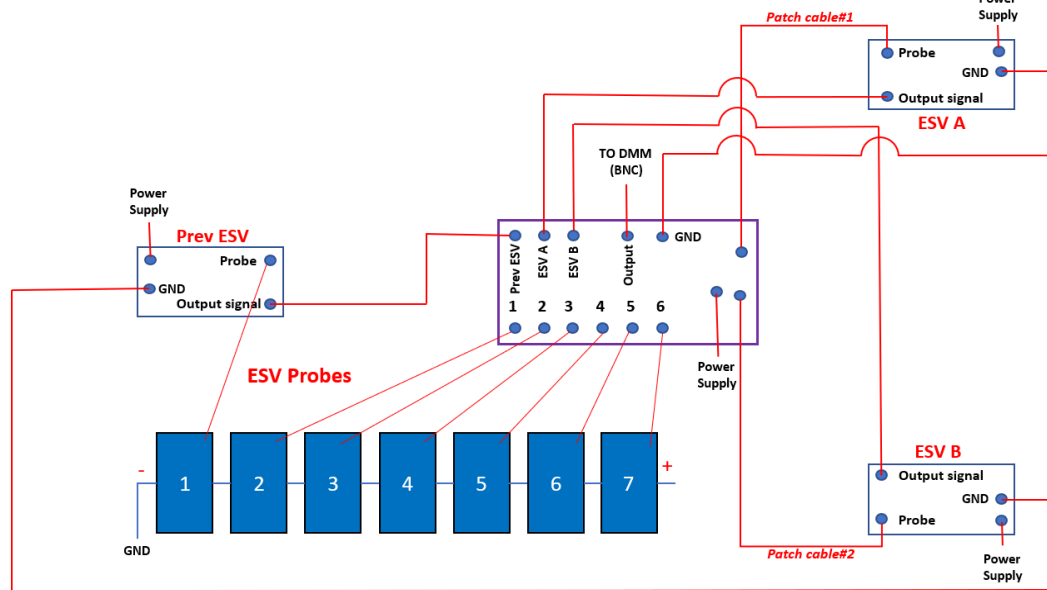 Power
Supply
Patch cable#1
Probe
GND
Output signal
ESV A
TO DMM
(BNC)
Power
Supply
Prev ESV
Probe
GND
Output signal
Prev ESV
ESV A
ESV B
Output
GND
1 2 3 4 5 6
Power
Supply
ESV Probes
- 1 2 3 4 5 6 7 +
GND
ESV B
Output signal
GND
Probe
Patch cable#2
Power
Supply